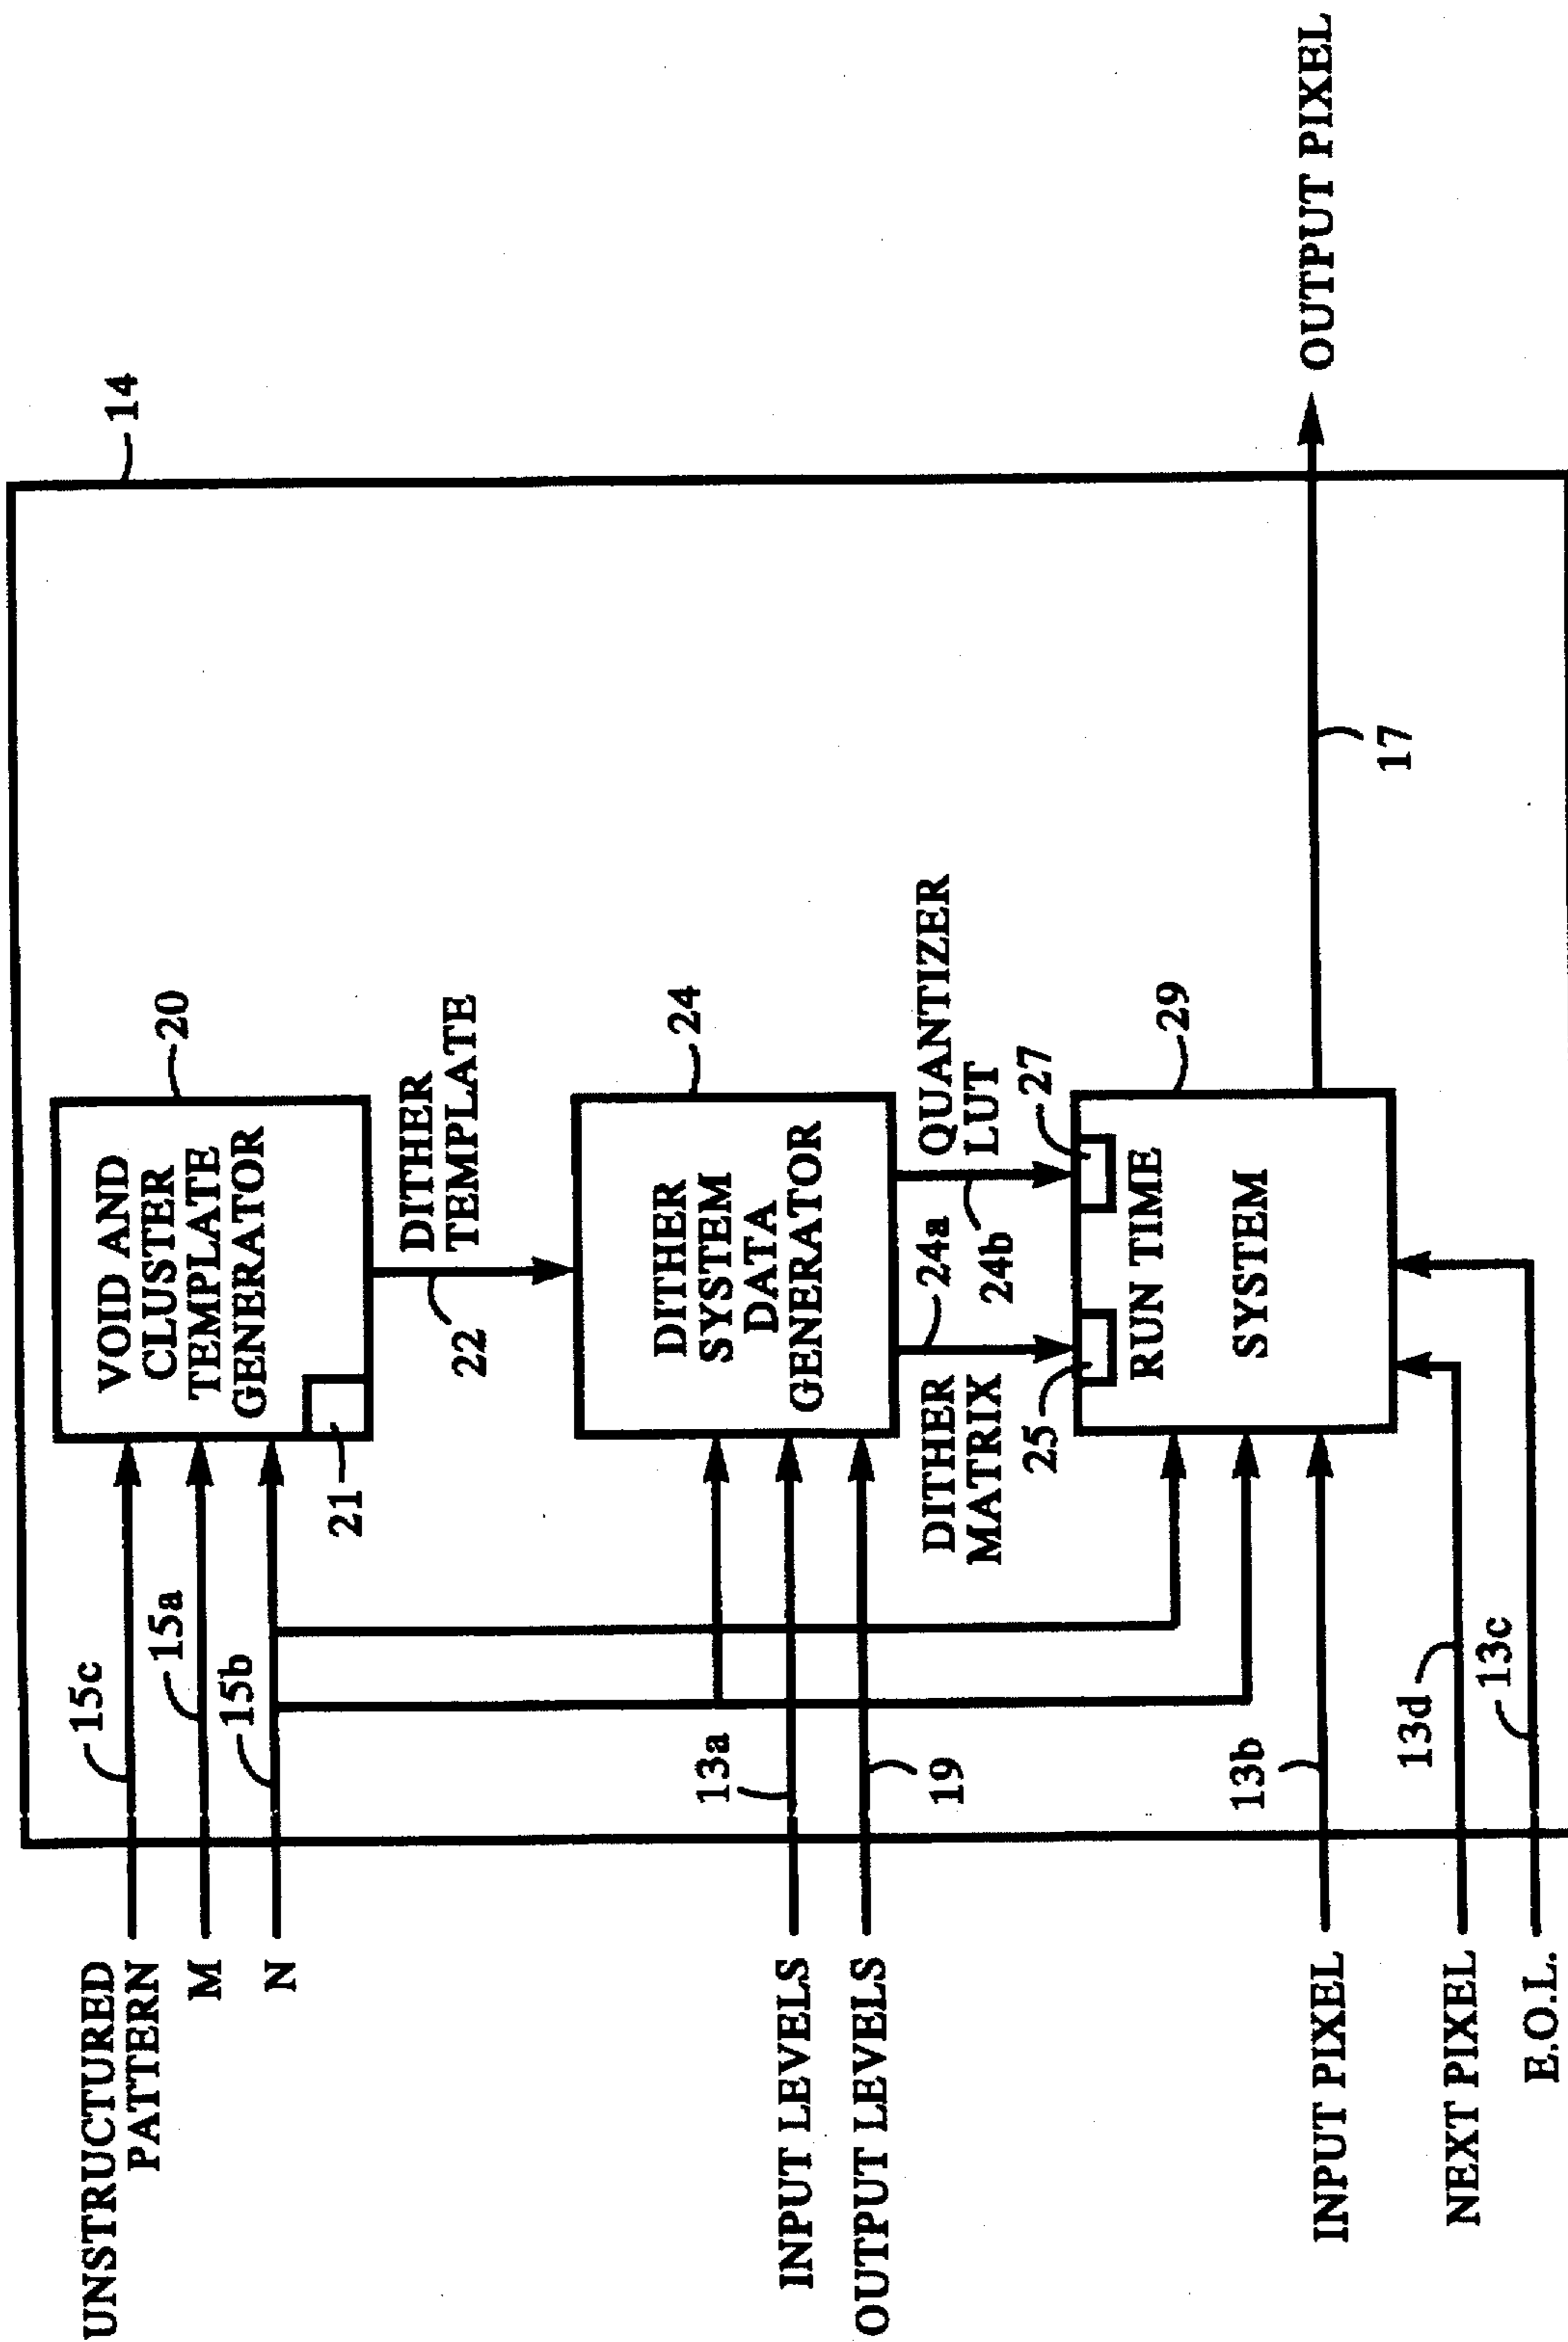 14
UNSTRUCTURED
PATTERN
M
N
15c
15a
15b
VOID AND
CLUSTER
TEMPLATE
GENERATOR
20
21
DITHER
TEMPLATE
22
INPUT LEVELS
OUTPUT LEVELS
13a
19
DITHER
SYSTEM
DATA
GENERATOR
24
DITHER
MATRIX
24a
QUANTIZER
LUT
24b
25
27
RUN TIME
SYSTEM
29
INPUT PIXEL
NEXT PIXEL
E.O.L.
13b
13d
13c
17
OUTPUT PIXEL